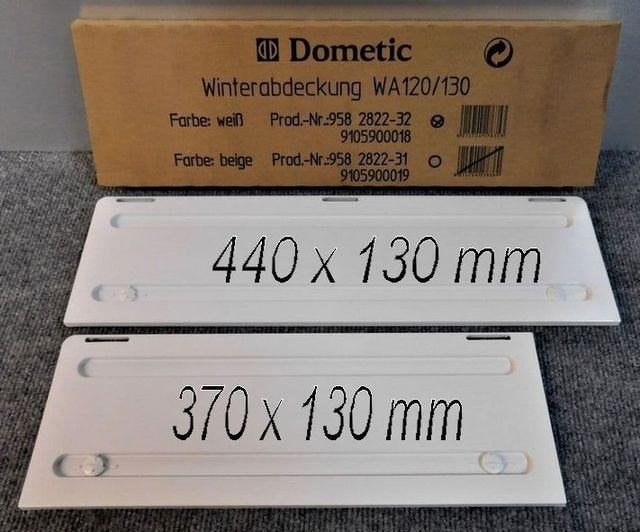 Dometic
Winterabdeckung WA120/130
Farbe: weiß Prod.-Nr.:958 2822-32
9105900018
Farbe: beige Prod.-Nr.:958 2822-31
9105900019
440 x 130 mm
370 x 130 mm